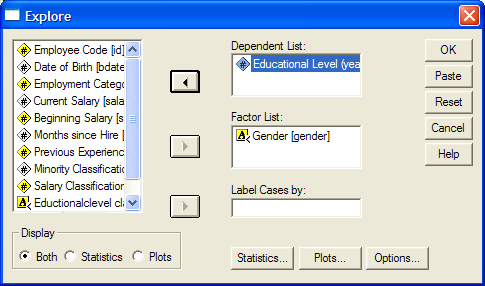 Explore
Employee Code [id]
Date of Birth [bdate
Employment Catego
Current Salary [sala
Beginning Salary [s
Months since Hire [
Previous Experienc
Minority Classificati
Salary Classification
Eductionalclevel cla
Dependent List:
Educational Level (yea
Factor List:
Gender [gender]
Label Cases by:
OK
Paste
Reset
Cancel
Help
Display
Both
Statistics
Plots
Statistics...
Plots...
Options...